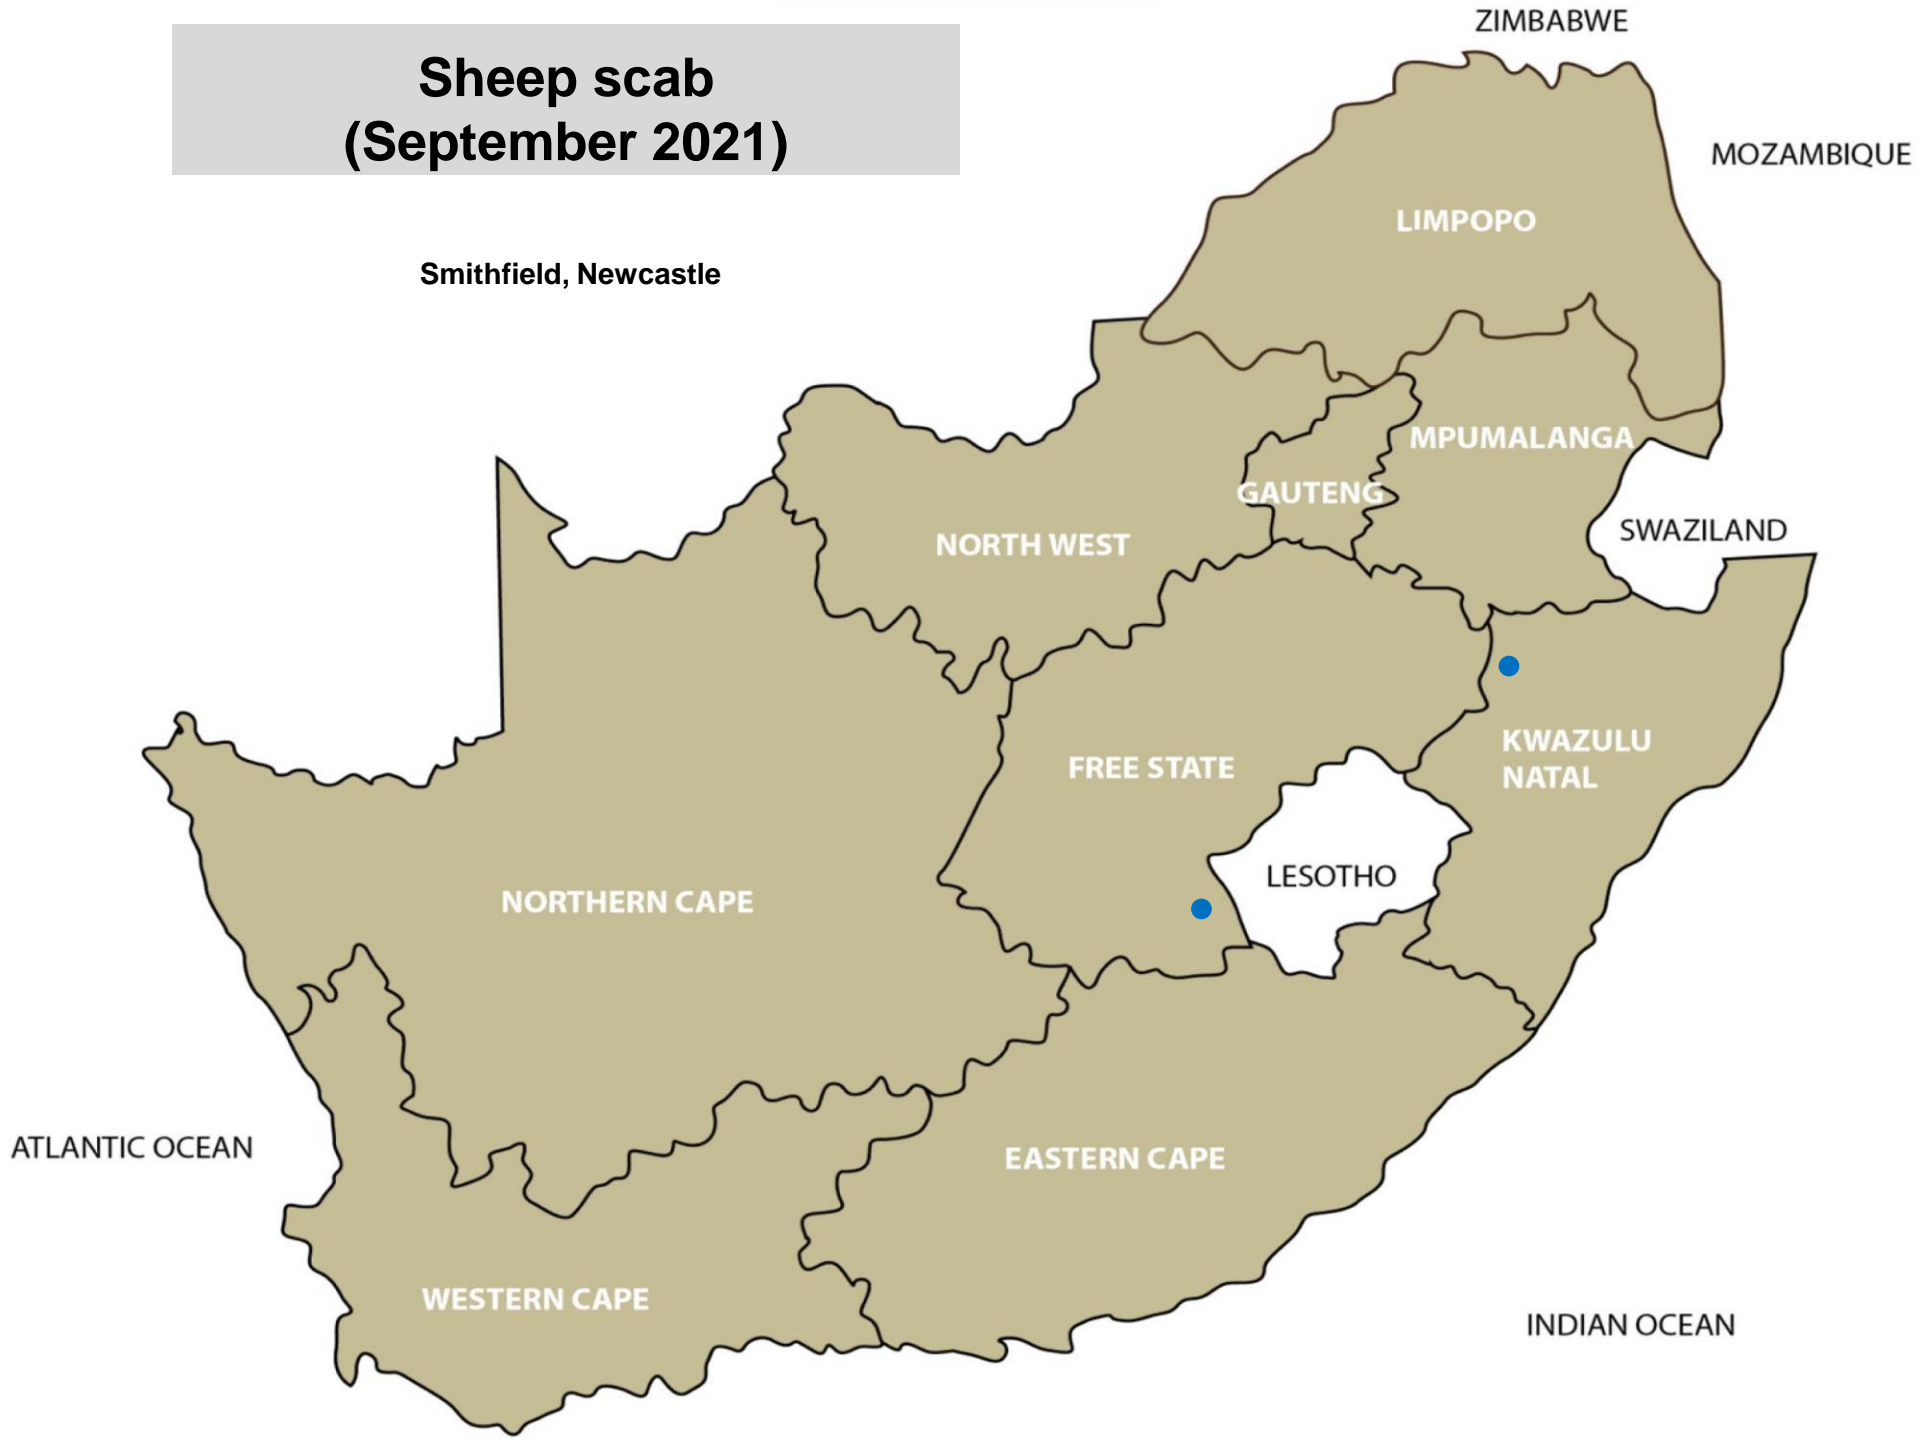 Sheep scab
(September 2021)
Smithfield, Newcastle
ZIMBABWE
MOZAMBIQUE
LIMPOPO
MPUMALANGA
GAUTENG
SWAZILAND
NORTH WEST
KWAZULU
NATAL
FREE STATE
LESOTHO
NORTHERN CAPE
ATLANTIC OCEAN
EASTERN CAPE
WESTERN CAPE
INDIAN OCEAN